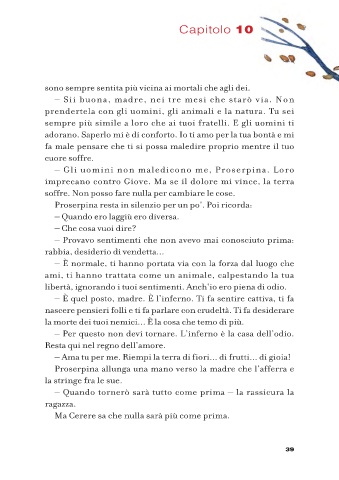 Capitolo 10
sono sempre sentita più vicina ai mortali che agli dei.
– Sii buona, madre, nei tre mesi che starò via. Non
prendertela con gli uomini, gli animali e la natura. Tu sei
sempre più simile a loro che ai tuoi fratelli. E gli uomini ti
adorano. Saperlo mi è di conforto. Io ti amo per la tua bontà e mi
fa male pensare che ti si possa maledire proprio mentre il tuo
cuore soffre.
– Gli uomini non maledicono me, Proserpina. Loro
imprecano contro Giove. Ma se il dolore mi vince, la terra
soffre. Non posso fare nulla per cambiare le cose.
Proserpina resta in silenzio per un po'. Poi ricorda:
– Quando ero laggiù ero diversa.
– Che cosa vuoi dire?
– Provavo sentimenti che non avevo mai conosciuto prima:
rabbia, desiderio di vendetta…
– È normale, ti hanno portata via con la forza dal luogo che
ami, ti hanno trattata come un animale, calpestando la tua
libertà, ignorando i tuoi sentimenti. Anch'io ero piena di odio.
– È quel posto, madre. È l'inferno. Ti fa sentire cattiva, ti fa
nascere pensieri folli e ti fa parlare con crudeltà. Ti fa desiderare
la morte dei tuoi nemici… È la cosa che temo di più.
– Per questo non devi tornare. L'inferno è la casa dell'odio.
Resta qui nel regno dell'amore.
– Ama tu per me. Riempi la terra di fiori… di frutti… di gioia!
Proserpina allunga una mano verso la madre che l'afferra e
la stringe fra le sue.
– Quando tornerò sarà tutto come prima – la rassicura la
ragazza.
Ma Cerere sa che nulla sarà più come prima.
39